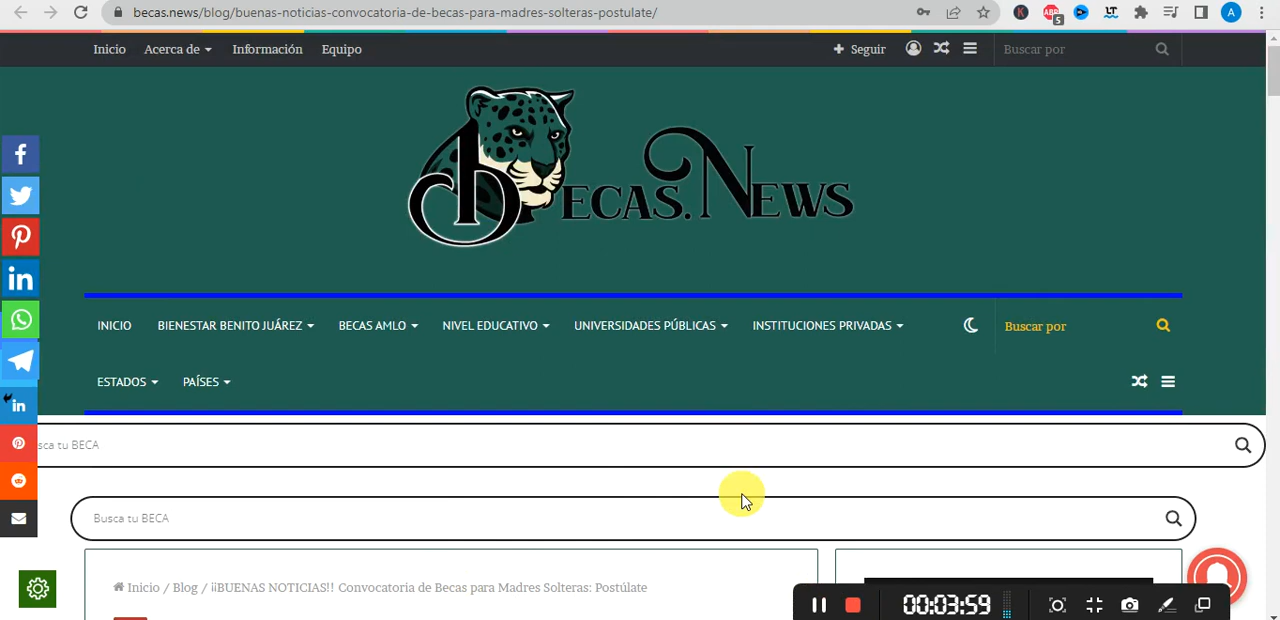 becas.news/blog/buenas-noticias-convocatoria-de-becas-para-madres-solteras-postulate/
K ABP 5 LT A
Inicio Acerca de Información Equipo Seguir Buscar por
bECAS.NEWS
INICIO BIENESTAR BENITO JUÁREZ BECAS AMLO NIVEL EDUCATIVO UNIVERSIDADES PÚBLICAS INSTITUCIONES PRIVADAS Buscar por
ESTADOS PAÍSES
sca tu BECA
Busca tu BECA
Inicio / Blog / ¡¡BUENAS NOTICIAS!! Convocatoria de Becas para Madres Solteras: Postúlate
00:03:59